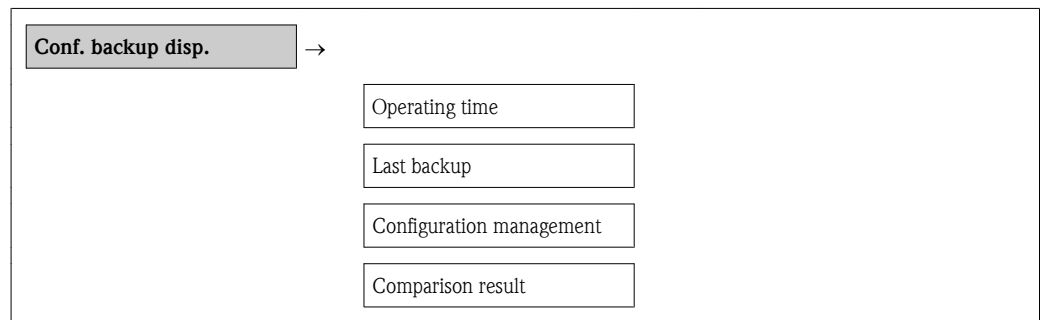 Conf. backup disp. →
Operating time
Last backup
Configuration management
Comparison result